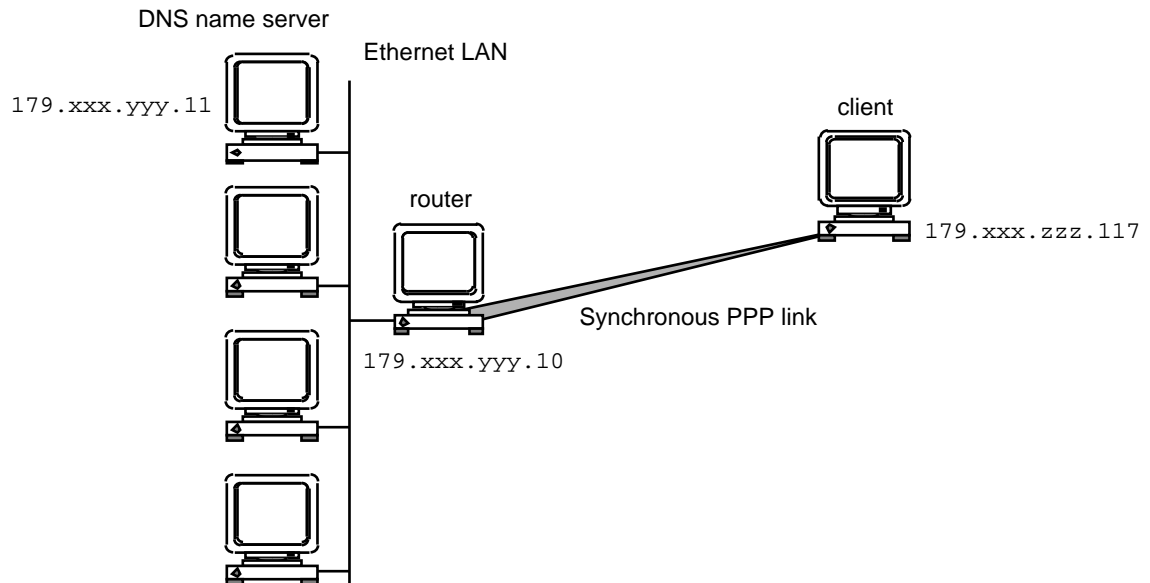 DNS name server
Ethernet LAN
179.xxx.yyy.11
client
router
179.xxx.zzz.117
Synchronous PPP link
179.xxx.yyy.10